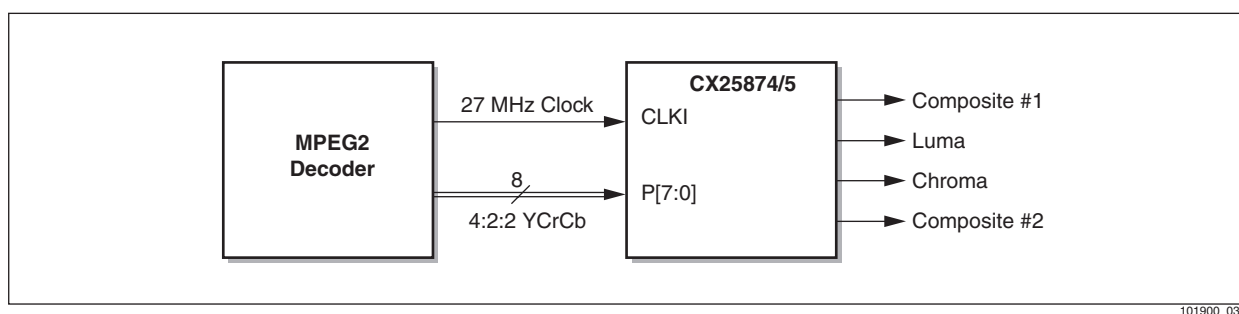 MPEG2
Decoder
27 MHz Clock
8
4:2:2 YCrCb
CX25874/5
CLKI
P[7:0]
Composite #1
Luma
Chroma
Composite #2
101900_03